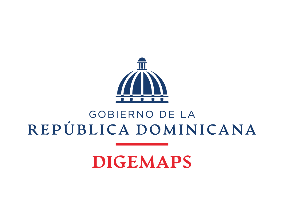 GOBIERNO DE LA
REPÚBLICA DOMINICANA
DIGEMAPS